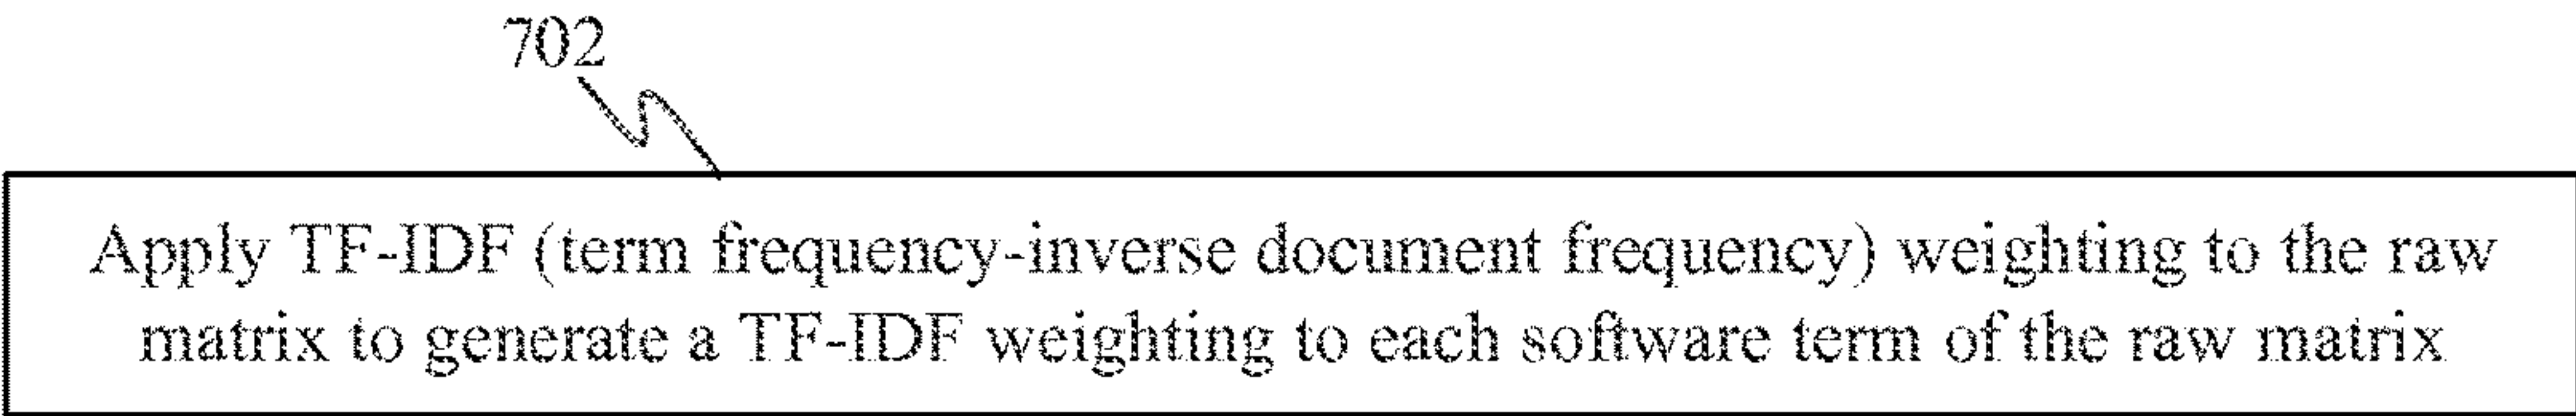 702
Apply TF-IDF (term frequency-inverse document frequency) weighting to the raw
matrix to generate a TF-IDF weighting to each software term of the raw matrix